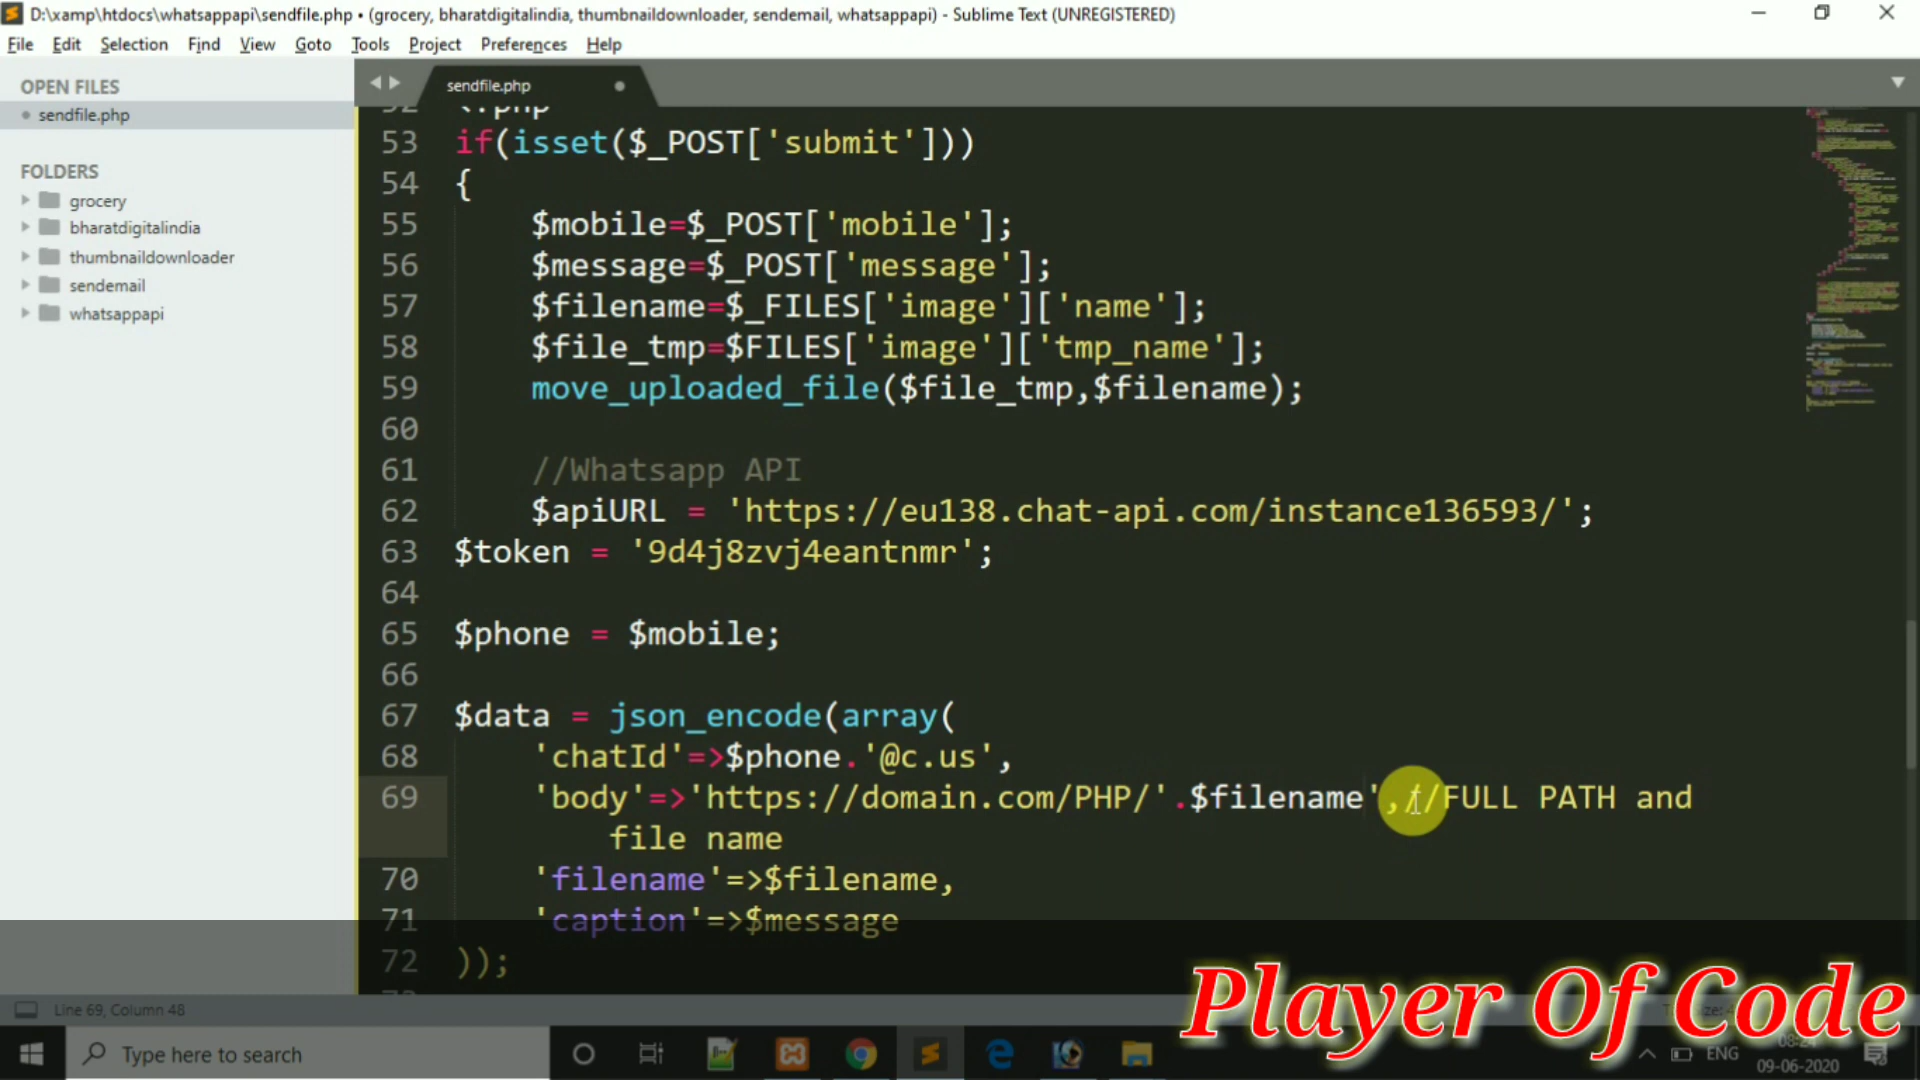 D:\xamp\htdocs\whatsappapi\sendfile.php • (grocery, bharatdigitalindia, thumbnaildownloader, sendemail, whatsappapi) - Sublime Text (UNREGISTERED)
File Edit Selection Find View Goto Tools Project Preferences Help
OPEN FILES
sendfile.php
FOLDERS
grocery
bharatdigitalindia
thumbnaildownloader
sendemail
whatsappapi
sendfile.php
52 <?php
53 if(isset($_POST['submit']))
54 {
55 $mobile=$_POST['mobile'];
56 $message=$_POST['message'];
57 $filename=$_FILES['image']['name'];
58 $file_tmp=$FILES['image']['tmp_name'];
59 move_uploaded_file($file_tmp,$filename);
60
61 //Whatsapp API
62 $apiURL = 'https://eu138.chat-api.com/instance136593/';
63 $token = '9d4j8zvj4eantnmr';
64
65 $phone = $mobile;
66
67 $data = json_encode(array(
68 'chatId'=>$phone.'@c.us',
69 'body'=>'https://domain.com/PHP/'.$filename',//FULL PATH and
file name
70 'filename'=>$filename,
71 'caption'=>$message
72 ));
Player Of Code
Line 69, Column 48
Type here to search
ENG
08:24
09-06-2020